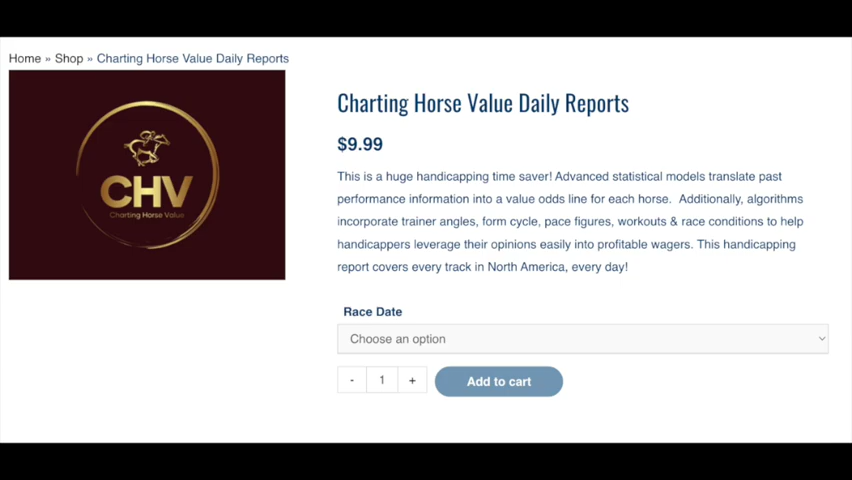 Home » Shop » Charting Horse Value Daily Reports
CHV
Charting Horse Value
Charting Horse Value Daily Reports
$9.99
This is a huge handicapping time saver! Advanced statistical models translate past
performance information into a value odds line for each horse.  Additionally, algorithms
incorporate trainer angles, form cycle, pace figures, workouts & race conditions to help
handicappers leverage their opinions easily into profitable wagers. This handicapping
report covers every track in North America, every day!
Race Date
Choose an option
- 1 + Add to cart